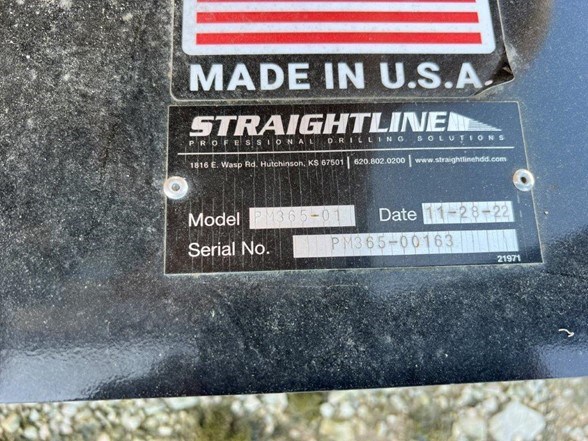 MADE IN U.S.A.
STRAIGHTLINE
PROFESSIONAL DRILLING SOLUTIONS
1816 E. Wasp Rd. Hutchinson, KS 67501 | 620.802.0200 | www.straightlinehdd.com
Model PM365-01 Date 11-28-22
Serial No. PM365-00163
21971